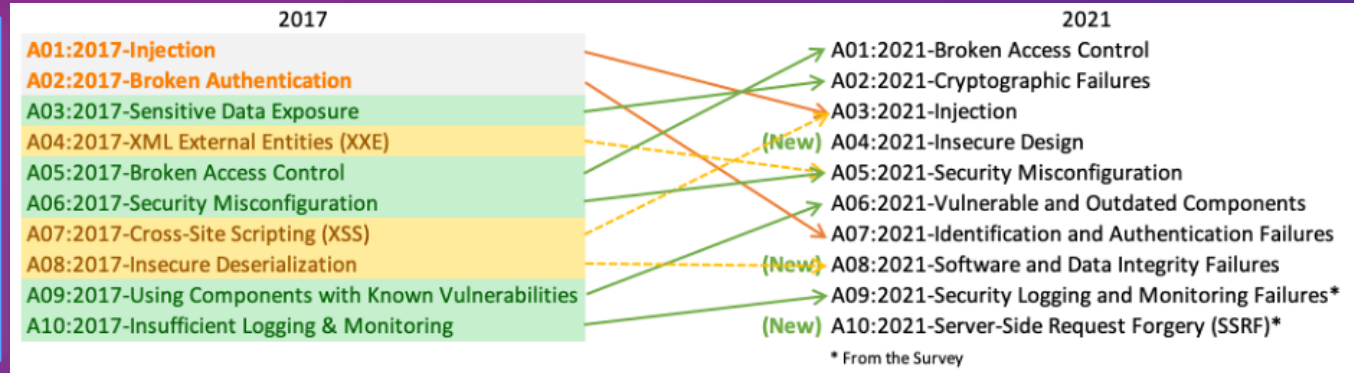 2017
A01:2017-Injection
A02:2017-Broken Authentication
A03:2017-Sensitive Data Exposure
A04:2017-XML External Entities (XXE)
A05:2017-Broken Access Control
A06:2017-Security Misconfiguration
A07:2017-Cross-Site Scripting (XSS)
A08:2017-Insecure Deserialization
A09:2017-Using Components with Known Vulnerabilities
A10:2017-Insufficient Logging & Monitoring
2021
A01:2021-Broken Access Control
A02:2021-Cryptographic Failures
A03:2021-Injection
(New) A04:2021-Insecure Design
A05:2021-Security Misconfiguration
A06:2021-Vulnerable and Outdated Components
A07:2021-Identification and Authentication Failures
(New) A08:2021-Software and Data Integrity Failures
A09:2021-Security Logging and Monitoring Failures*
(New) A10:2021-Server-Side Request Forgery (SSRF)*
* From the Survey